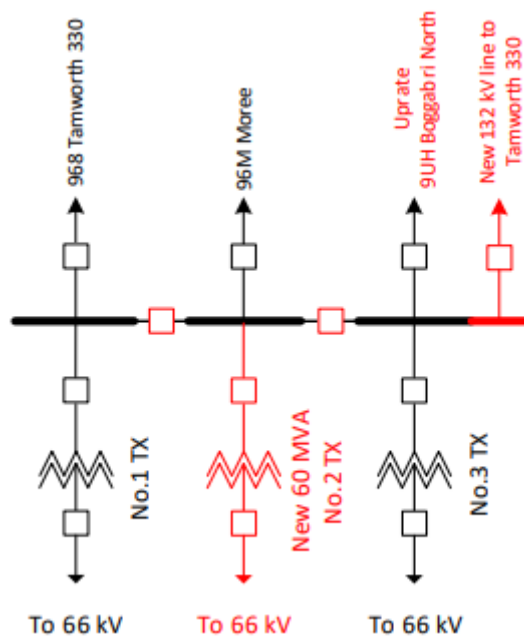 968 Tamworth 330
96M Moree
Uprate
9UH Boggabri North
New 132 kV line to
Tamworth 330
No.1 TX
New 60 MVA
No.2 TX
No.3 TX
To 66 kV
To 66 kV
To 66 kV